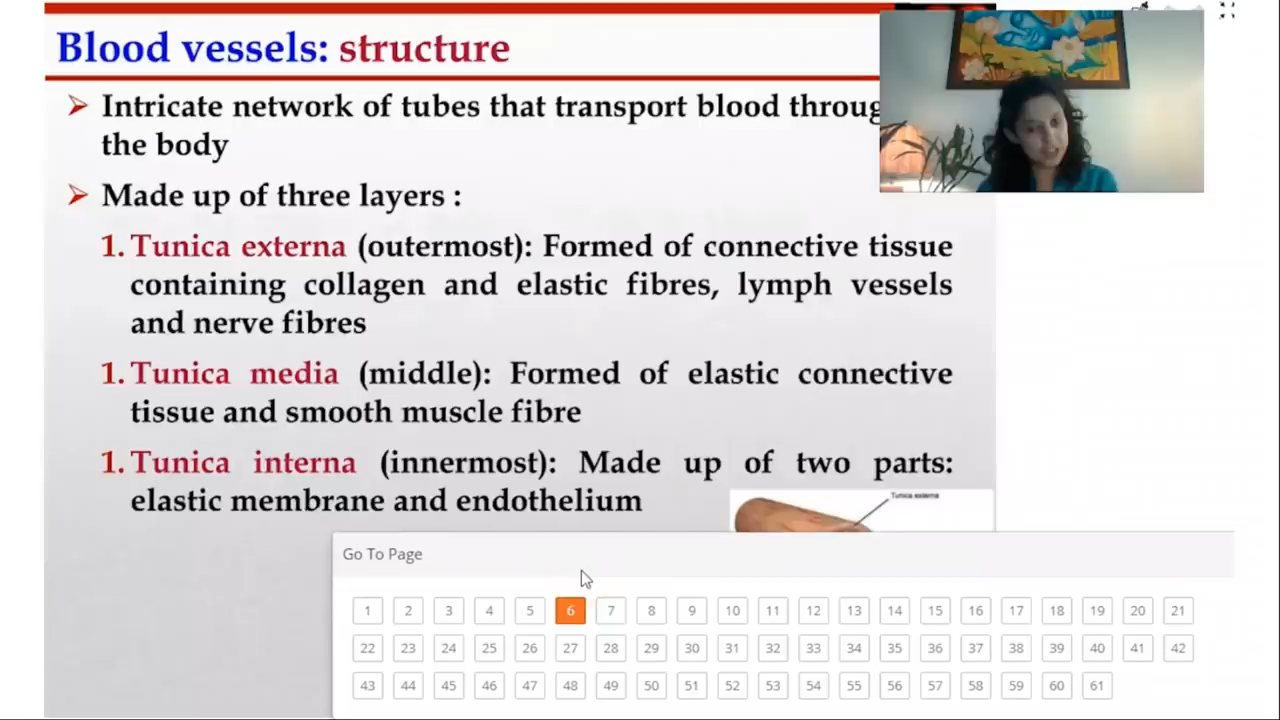 Blood vessels: structure
➢ Intricate network of tubes that transport blood throug
the body
➢ Made up of three layers :
1. Tunica externa (outermost): Formed of connective tissue
containing collagen and elastic fibres, lymph vessels
and nerve fibres
1. Tunica media (middle): Formed of elastic connective
tissue and smooth muscle fibre
1. Tunica interna (innermost): Made up of two parts:
elastic membrane and endothelium
Tunica externa
Go To Page
1 2 3 4 5 6 7 8 9 10 11 12 13 14 15 16 17 18 19 20 21
22 23 24 25 26 27 28 29 30 31 32 33 34 35 36 37 38 39 40 41 42
43 44 45 46 47 48 49 50 51 52 53 54 55 56 57 58 59 60 61